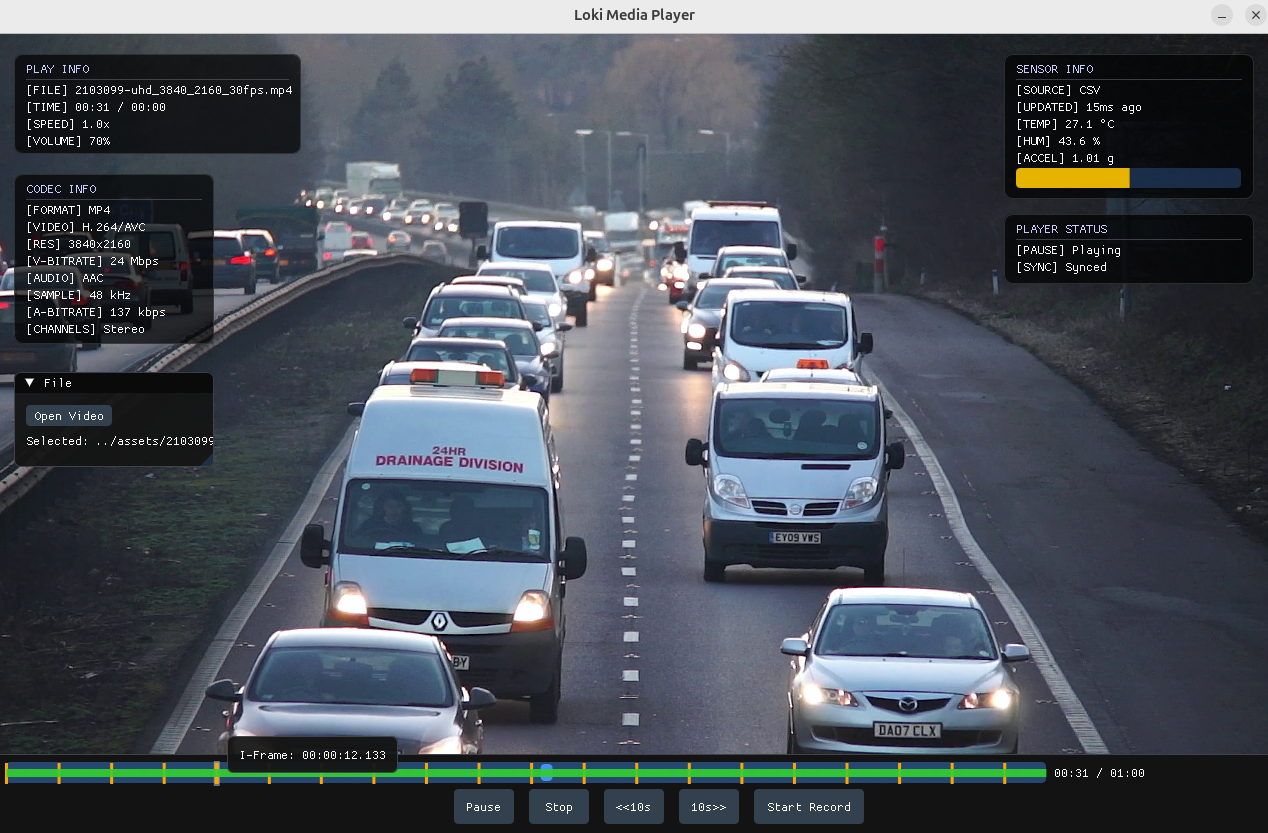 Loki Media Player
PLAY INFO
[FILE] 2103099-uhd_3840_2160_30fps.mp4
[TIME] 00:31 / 00:00
[SPEED] 1.0x
[VOLUME] 70%
CODEC INFO
[FORMAT] MP4
[VIDEO] H.264/AVC
[RES] 3840x2160
[V-BITRATE] 24 Mbps
[AUDIO] AAC
[SAMPLE] 48 kHz
[A-BITRATE] 137 kbps
[CHANNELS] Stereo
▼ File
Open Video
Selected: ../assets/2103099
SENSOR INFO
[SOURCE] CSV
[UPDATED] 15ms ago
[TEMP] 27.1 °C
[HUM] 43.6 %
[ACCEL] 1.01 g
PLAYER STATUS
[PAUSE] Playing
[SYNC] Synced
24HR
DRAINAGE DIVISION
EY09 VWS
BY
DA07 CLX
I-Frame: 00:00:12.133
00:31 / 01:00
Pause
Stop
<<10s
10s>>
Start Record